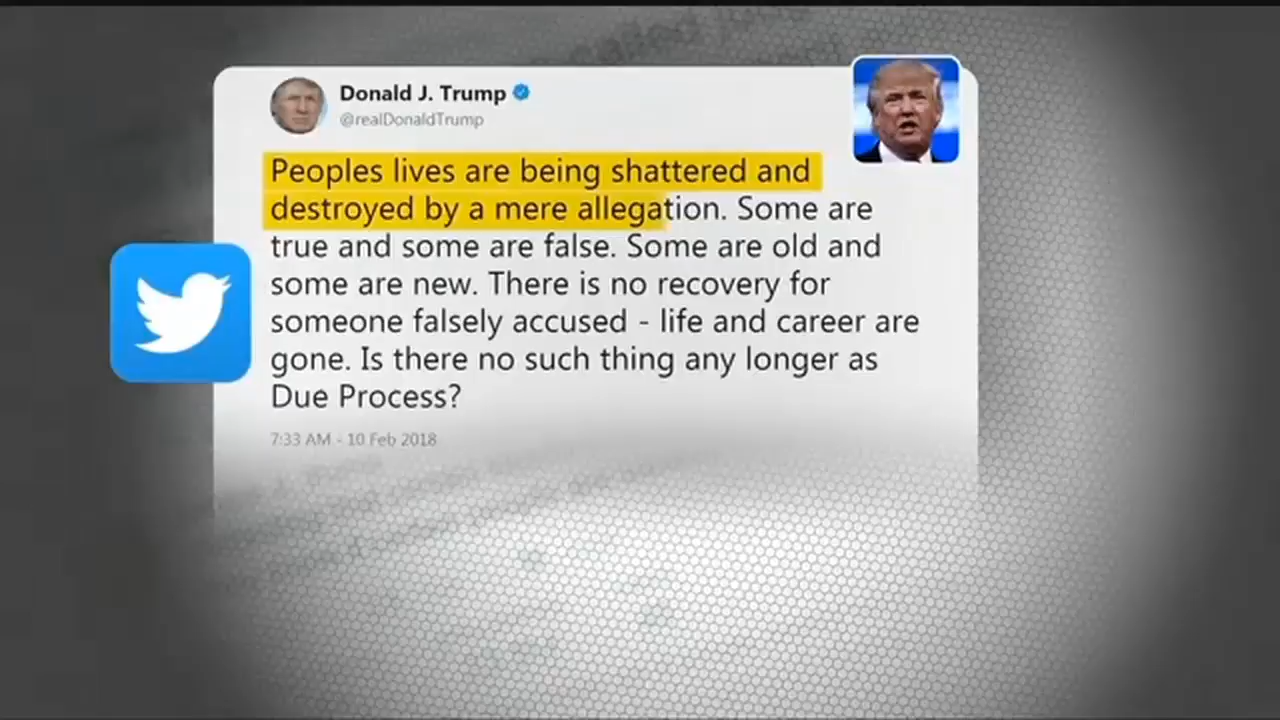 Donald J. Trump
@realDonaldTrump
Peoples lives are being shattered and
destroyed by a mere allegation. Some are
true and some are false. Some are old and
some are new. There is no recovery for
someone falsely accused - life and career are
gone. Is there no such thing any longer as
Due Process?
7:33 AM - 10 Feb 2018